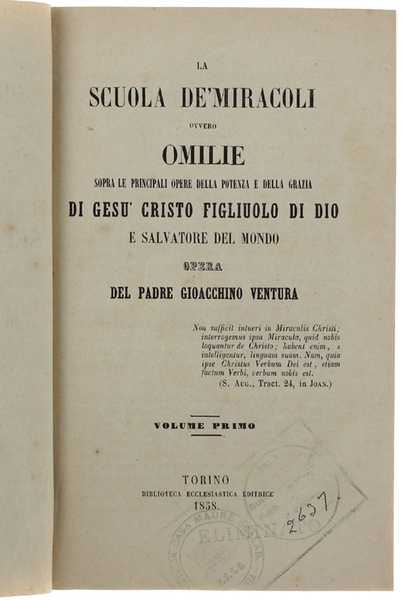 LA
SCUOLA DE'MIRACOLI
OVVERO
OMILIE
SOPRA LE PRINCIPALI OPERE DELLA POTENZA E DELLA GRAZIA
DI GESU' CRISTO FIGLIUOLO DI DIO
E SALVATORE DEL MONDO
OPERA
DEL PADRE GIOACCHINO VENTURA
Non sufficit intueri in Miraculis Christi;
interrogemus ipsa Miracula, quid nobis
loquantur de Christo; habent enim, s
intelligantur, linguam suam. Nam, quia
ipse Christus Verbum Dei est, etiam
factum Verbi, verbum nobis est.
(S. AUG., Tract. 24, in JOAN.)
VOLUME PRIMO
TORINO
BIBLIOTECA ECCLESIASTICA EDITRICE
1858.
2637
ELIMINATO
CASA MADRE